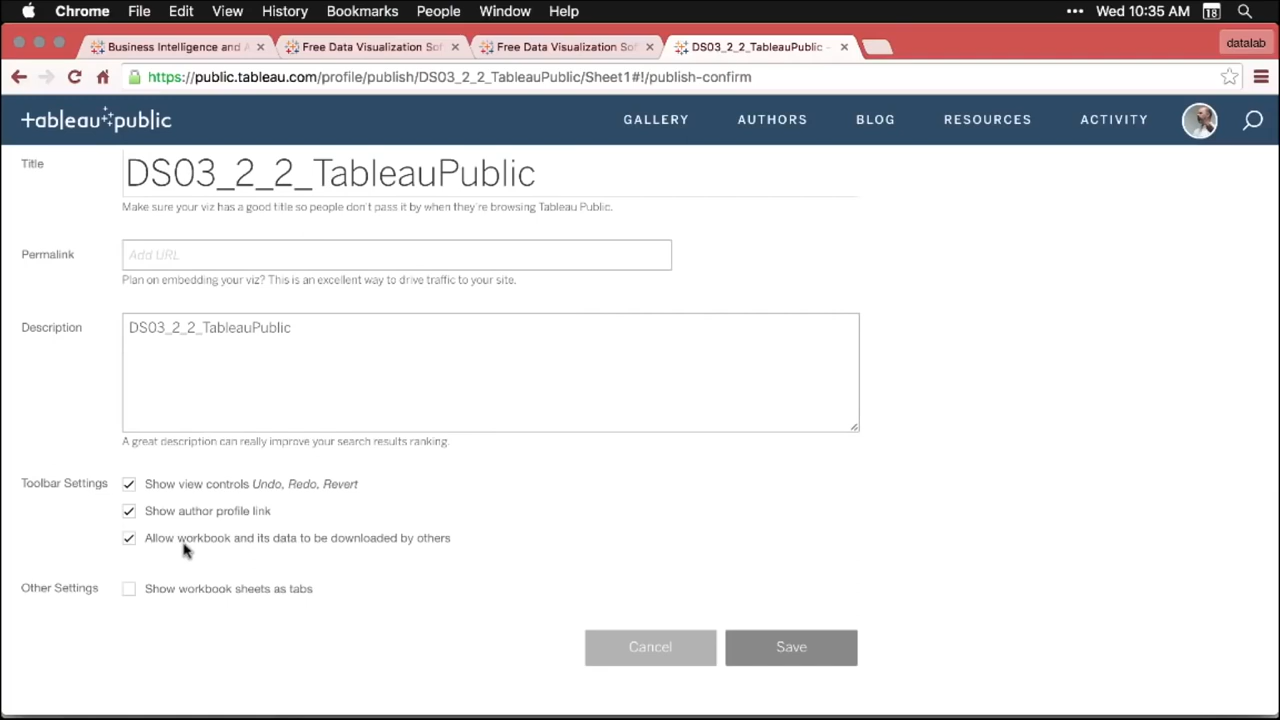 Chrome File Edit View History Bookmarks People Window Help ••• Wed 10:35 AM 18
Business Intelligence and A
Free Data Visualization Sof
Free Data Visualization Sof
DS03_2_2_TableauPublic -
datalab
https://public.tableau.com/profile/publish/DS03_2_2_TableauPublic/Sheet1#!/publish-confirm
+ableau public GALLERY AUTHORS BLOG RESOURCES ACTIVITY
Title DS03_2_2_TableauPublic
Make sure your viz has a good title so people don't pass it by when they're browsing Tableau Public.
Permalink Add URL
Plan on embedding your viz? This is an excellent way to drive traffic to your site.
Description DS03_2_2_TableauPublic
A great description can really improve your search results ranking.
Toolbar Settings Show view controls Undo, Redo, Revert
Show author profile link
Allow workbook and its data to be downloaded by others
Other Settings Show workbook sheets as tabs
Cancel Save